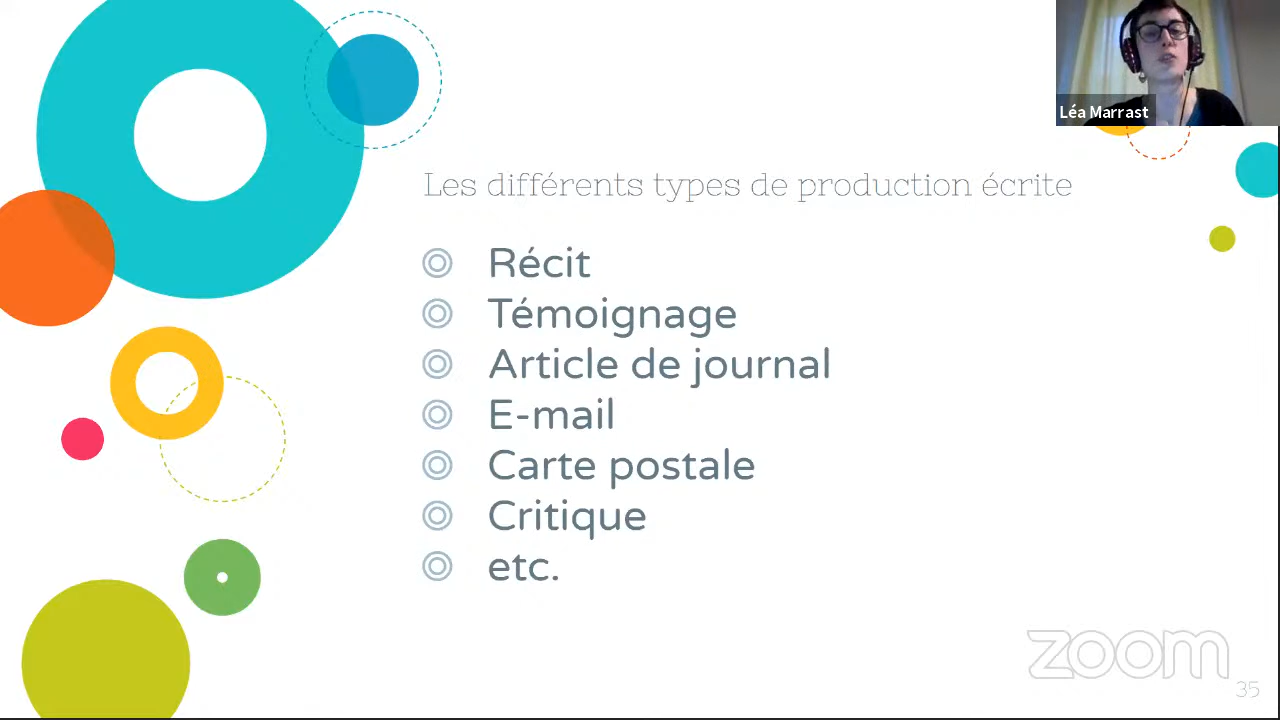 Léa Marrast
Les différents types de production écrite
Récit
Témoignage
Article de journal
E-mail
Carte postale
Critique
etc.
zoom
35